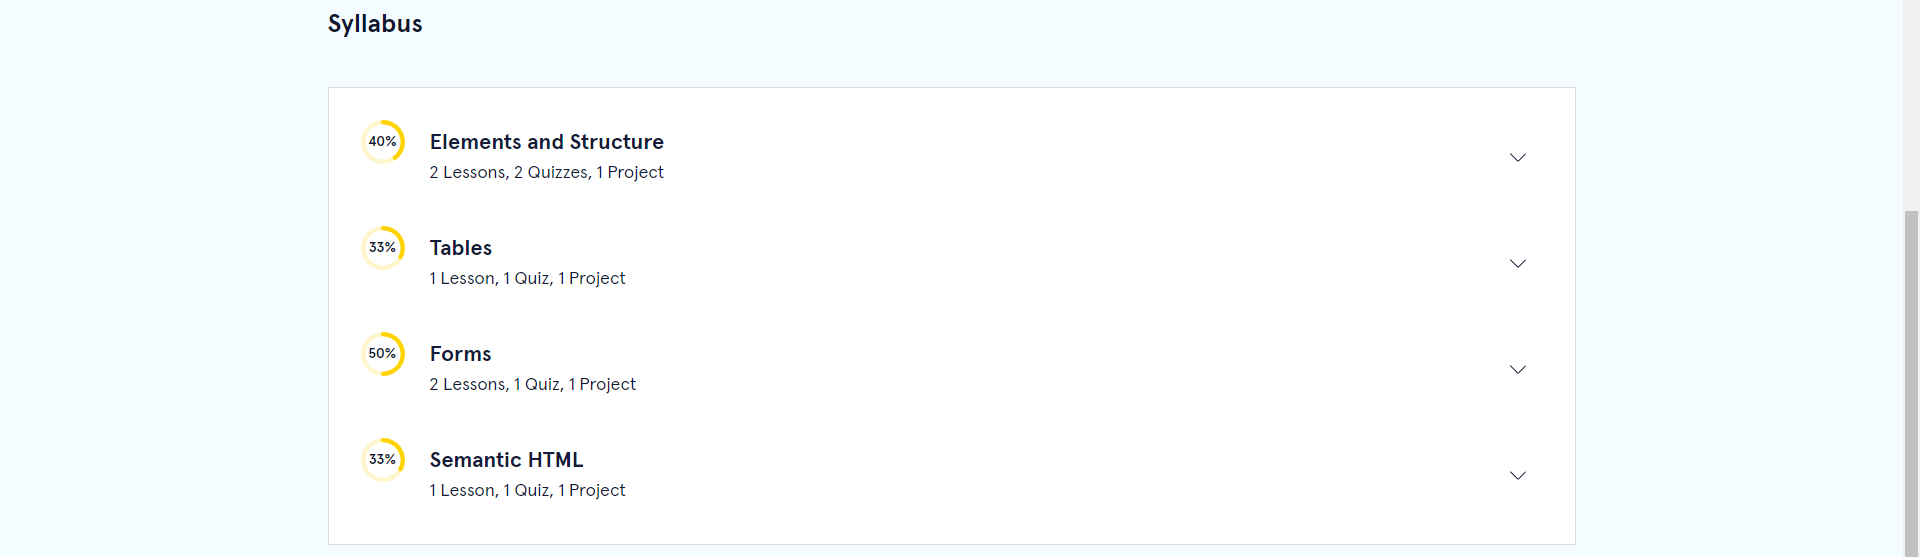 Syllabus
40%
Elements and Structure
2 Lessons, 2 Quizzes, 1 Project
33%
Tables
1 Lesson, 1 Quiz, 1 Project
50%
Forms
2 Lessons, 1 Quiz, 1 Project
33%
Semantic HTML
1 Lesson, 1 Quiz, 1 Project